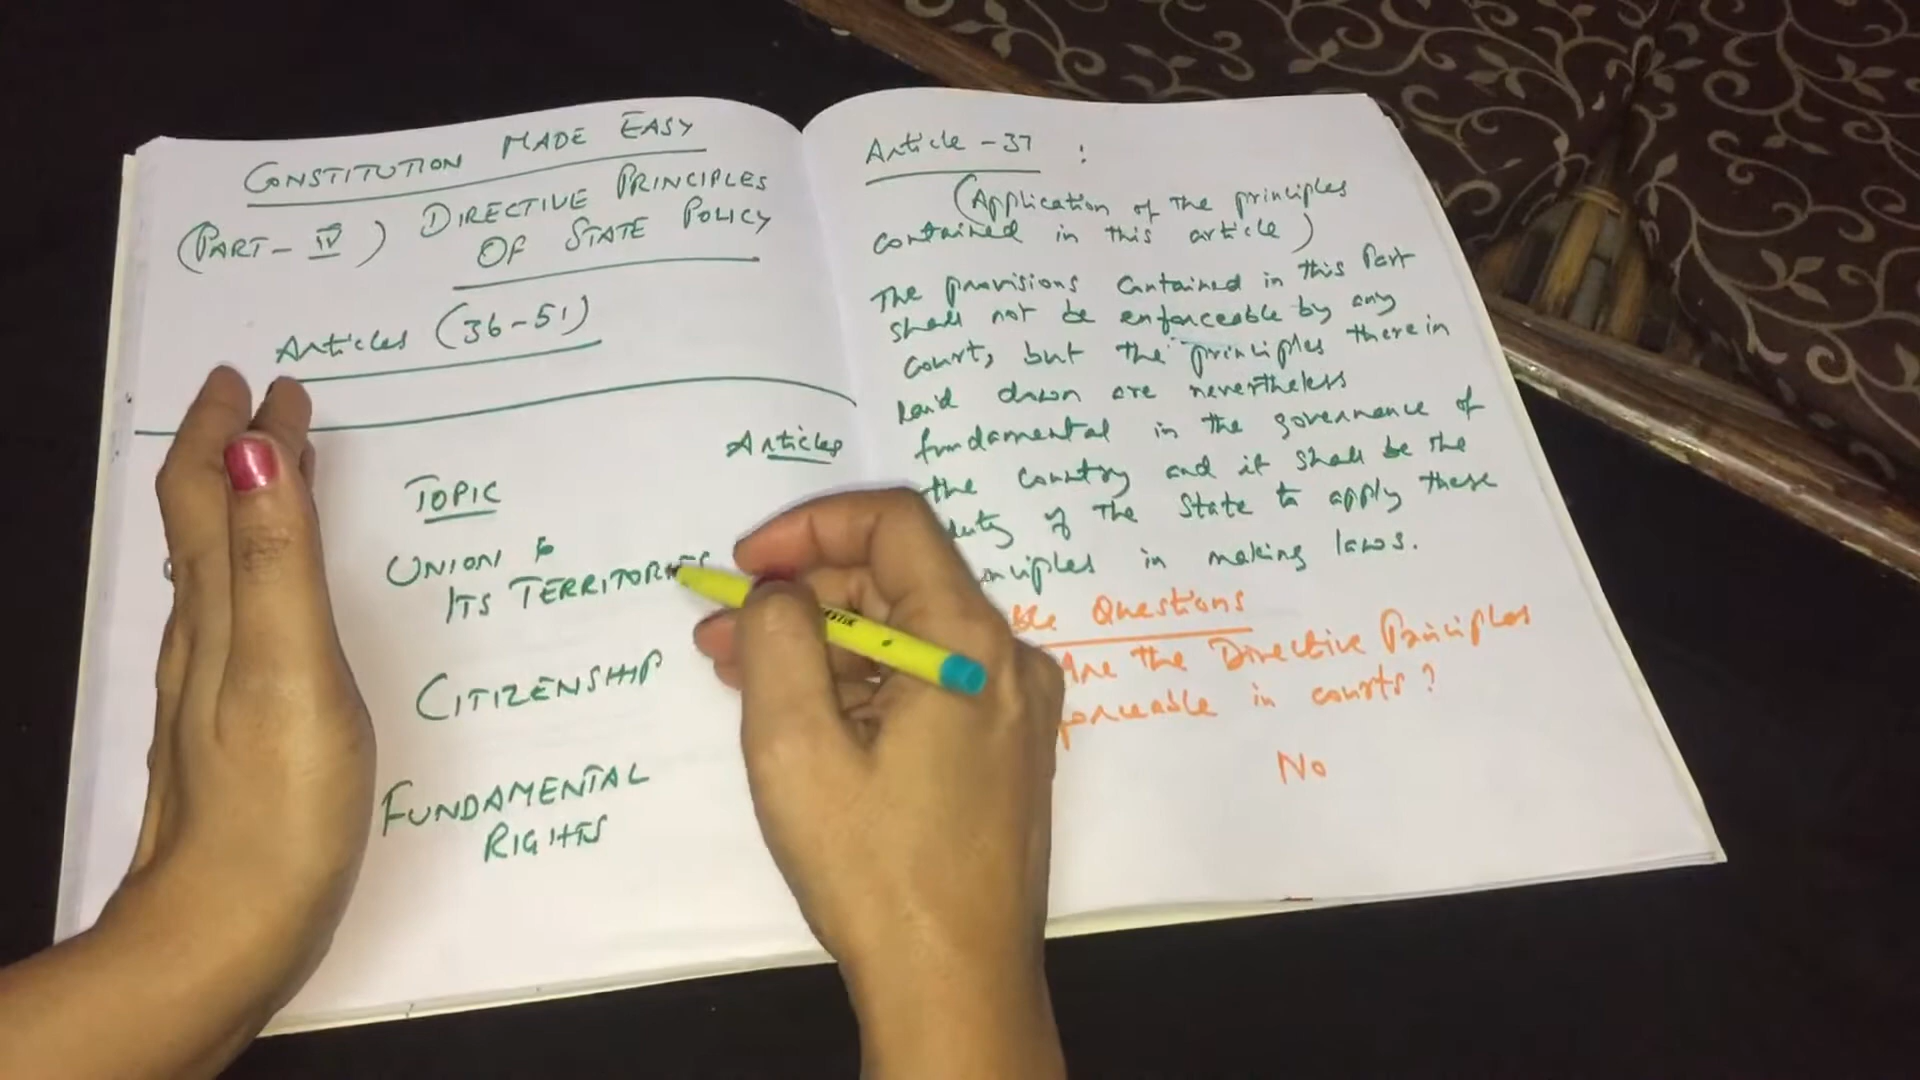 CONSTITUTION MADE EASY
(PART - IV) DIRECTIVE PRINCIPLES
OF STATE POLICY
Articles (36-51)
Articles
TOPIC
UNION &
ITS TERRITORIES
CITIZENSHIP
FUNDAMENTAL
RIGHTS
Article - 37 :
(Application of the principles
contained in this article)
The provisions contained in this Part
shall not be enforceable by any
court, but the principles there in
laid down are nevertheless
fundamental in the governance of
the country and it shall be the
duty of the State to apply these
in making laws.
Questions
Are the Directive Principles
in courts?
No